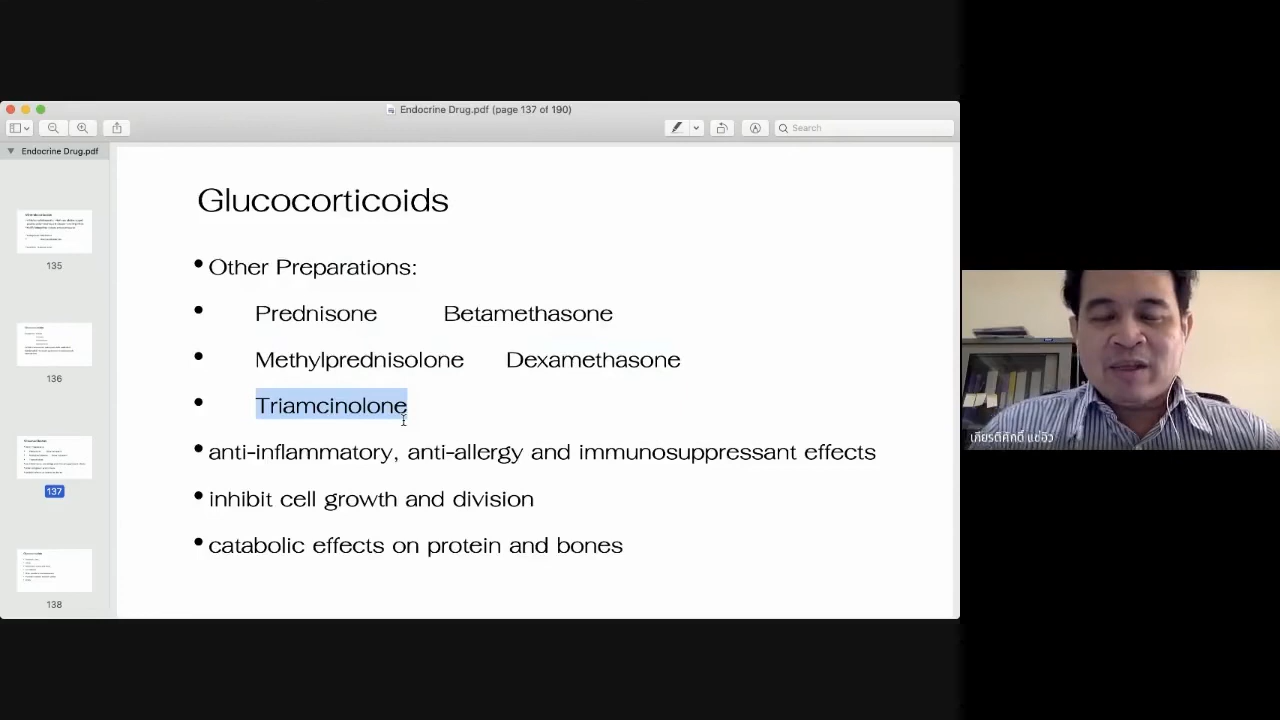 Endocrine Drug.pdf (page 137 of 190)
Search
Endocrine Drug.pdf
135
136
137
138
Glucocorticoids
• Other Preparations:
• Prednisone Betamethasone
• Methylprednisolone Dexamethasone
• Triamcinolone
• anti-inflammatory, anti-allergy and immunosuppressant effects
• inhibit cell growth and division
• catabolic effects on protein and bones
เกียรติศักดิ์ แซ่อิว